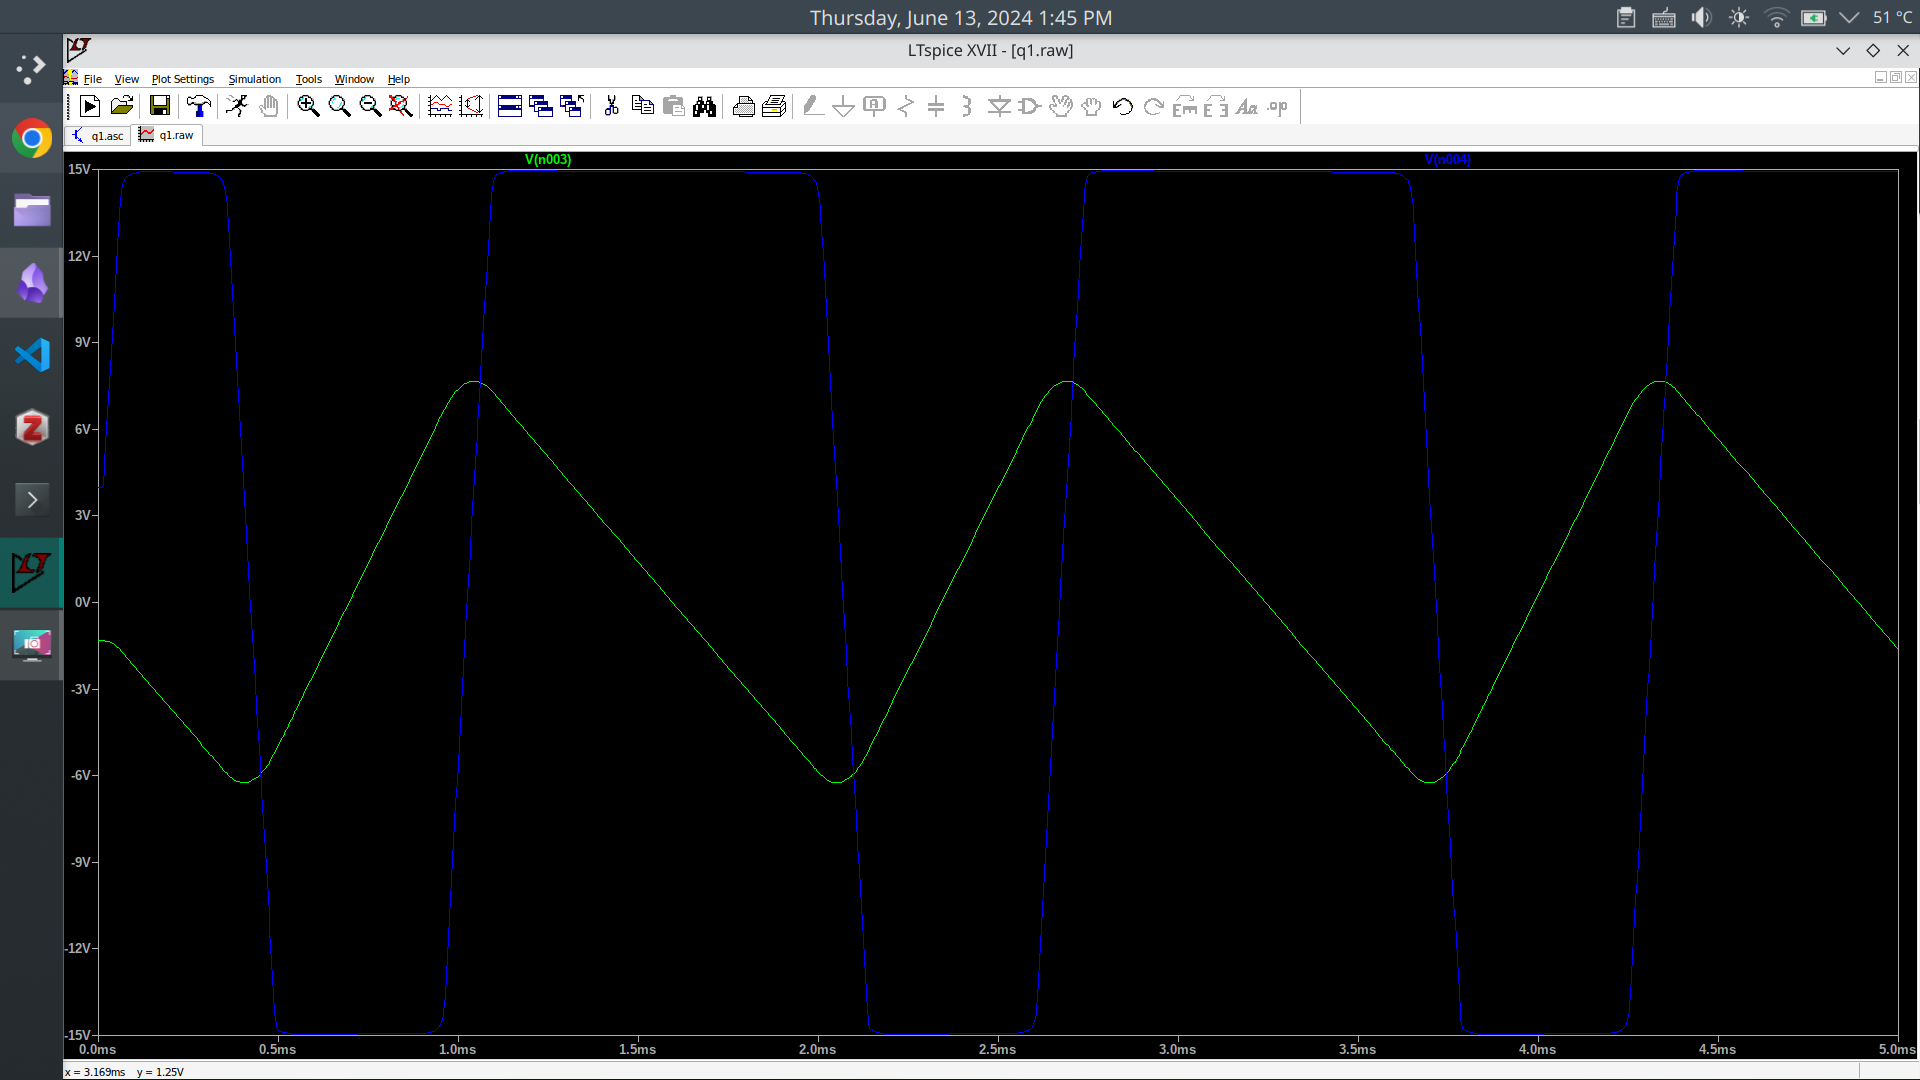 Thursday, June 13, 2024 1:45 PM
51 °C
LTspice XVII - [q1.raw]
File View Plot Settings Simulation Tools Window Help
q1.asc q1.raw
V(n003) V(n004)
15V
12V
9V
6V
3V
0V
-3V
-6V
-9V
-12V
-15V
0.0ms 0.5ms 1.0ms 1.5ms 2.0ms 2.5ms 3.0ms 3.5ms 4.0ms 4.5ms 5.0ms
x = 3.169ms y = 1.25V